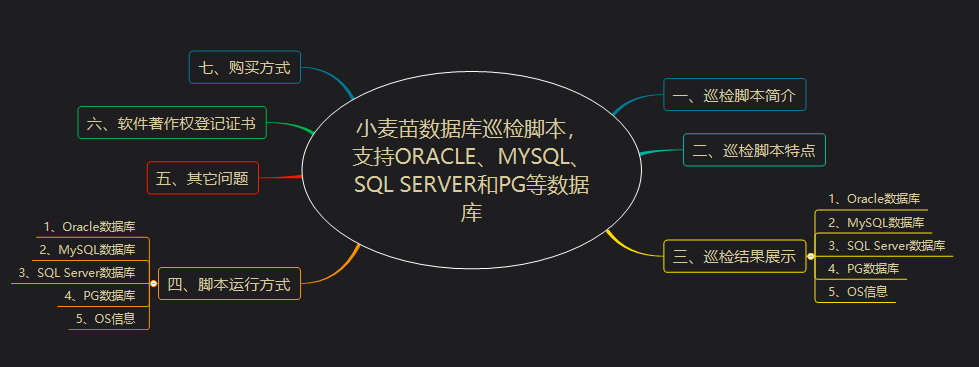 小麦苗数据库巡检脚本，
支持ORACLE、MYSQL、
SQL SERVER和PG等数据
库
一、巡检脚本简介
二、巡检脚本特点
三、巡检结果展示
1、Oracle数据库
2、MySQL数据库
3、SQL Server数据库
4、PG数据库
5、OS信息
四、脚本运行方式
1、Oracle数据库
2、MySQL数据库
3、SQL Server数据库
4、PG数据库
5、OS信息
五、其它问题
六、软件著作权登记证书
七、购买方式